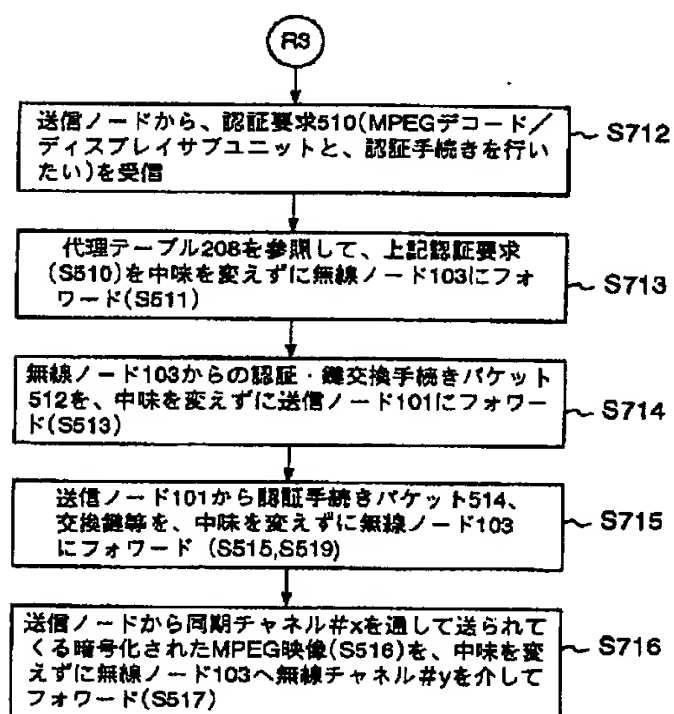 R3
送信ノードから、認証要求510(MPEGデコード／
ディスプレイサブユニットと、認証手続きを行い
たい)を受信
S712
代理テーブル208を参照して、上記認証要求
(S510)を中味を変えずに無線ノード103にフォ
ワード(S511)
S713
無線ノード103からの認証・鍵交換手続きパケット
512を、中味を変えずに送信ノード101にフォワー
ド(S513)
S714
送信ノード101から認証手続きパケット514、
交換鍵等を、中味を変えずに無線ノード103
にフォワード (S515,S519)
S715
送信ノードから同期チャネル#xを通して送られて
くる暗号化されたMPEG映像(S516)を、中味を変
えずに無線ノード103へ無線チャネル#yを介して
フォワード(S517)
S716